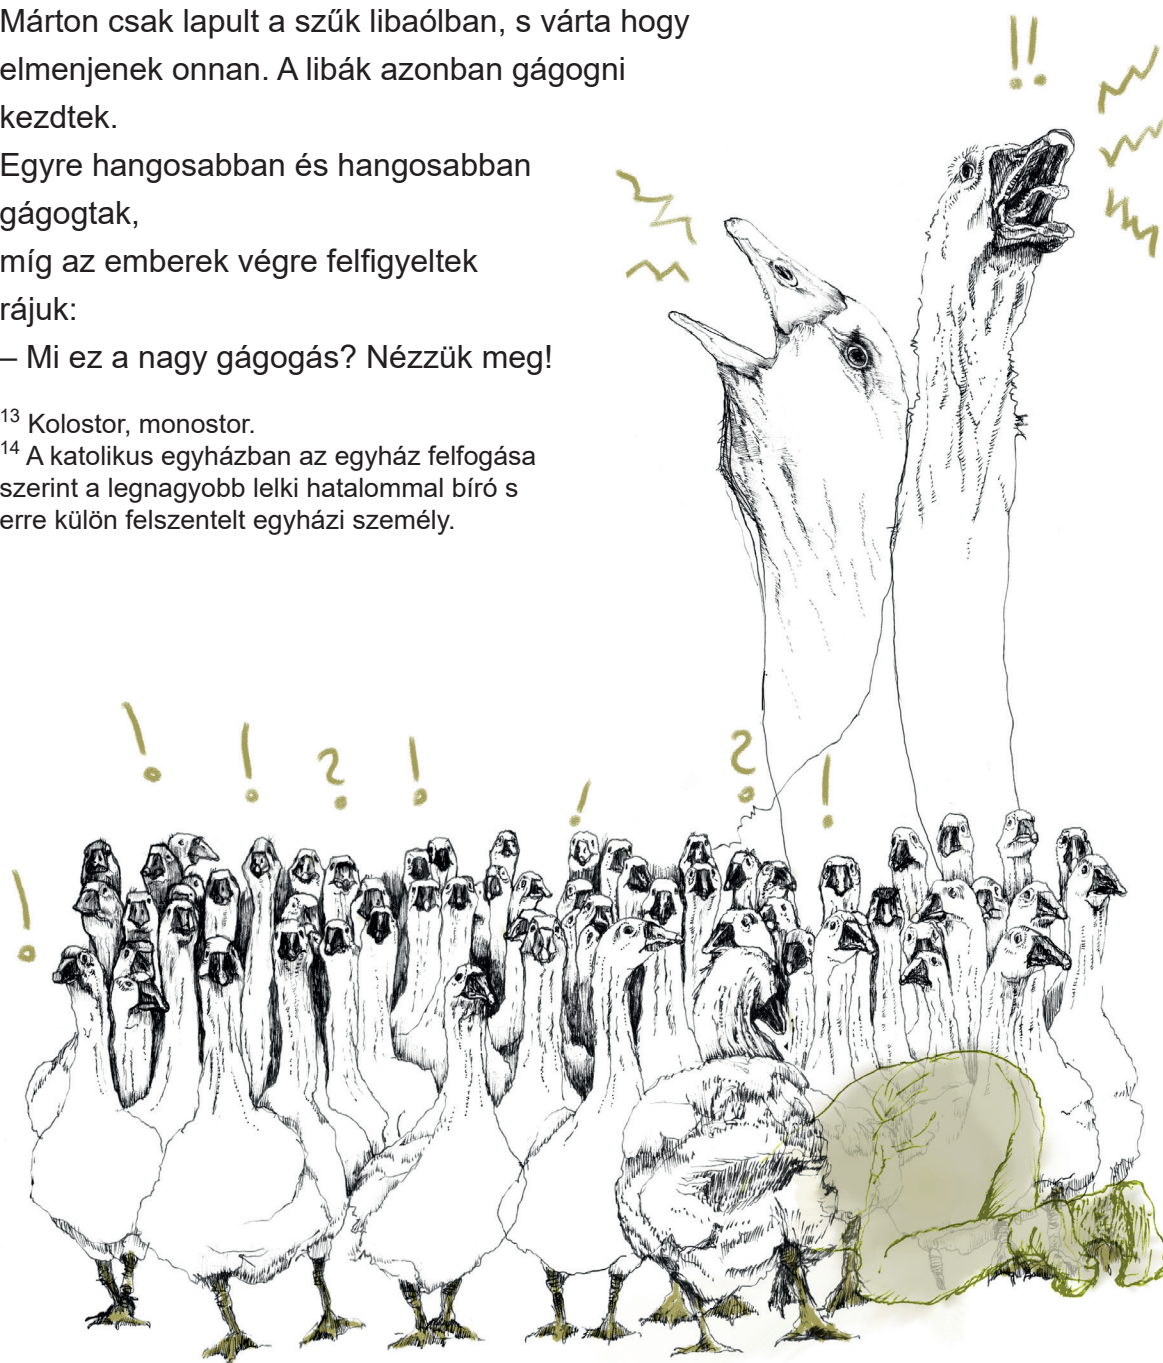 Márton csak lapult a szűk libaólban, s várta hogy
elmenjenek onnan. A libák azonban gágogni
kezdtek.
Egyre hangosabban és hangosabban
gágogtak,
míg az emberek végre felfigyeltek
rájuk:
– Mi ez a nagy gágogás? Nézzük meg!
13 Kolostor, monostor.
14 A katolikus egyházban az egyház felfogása
szerint a legnagyobb lelki hatalommal bíró s
erre külön felszentelt egyházi személy.
!!
! ! ? ! ! ? !
!